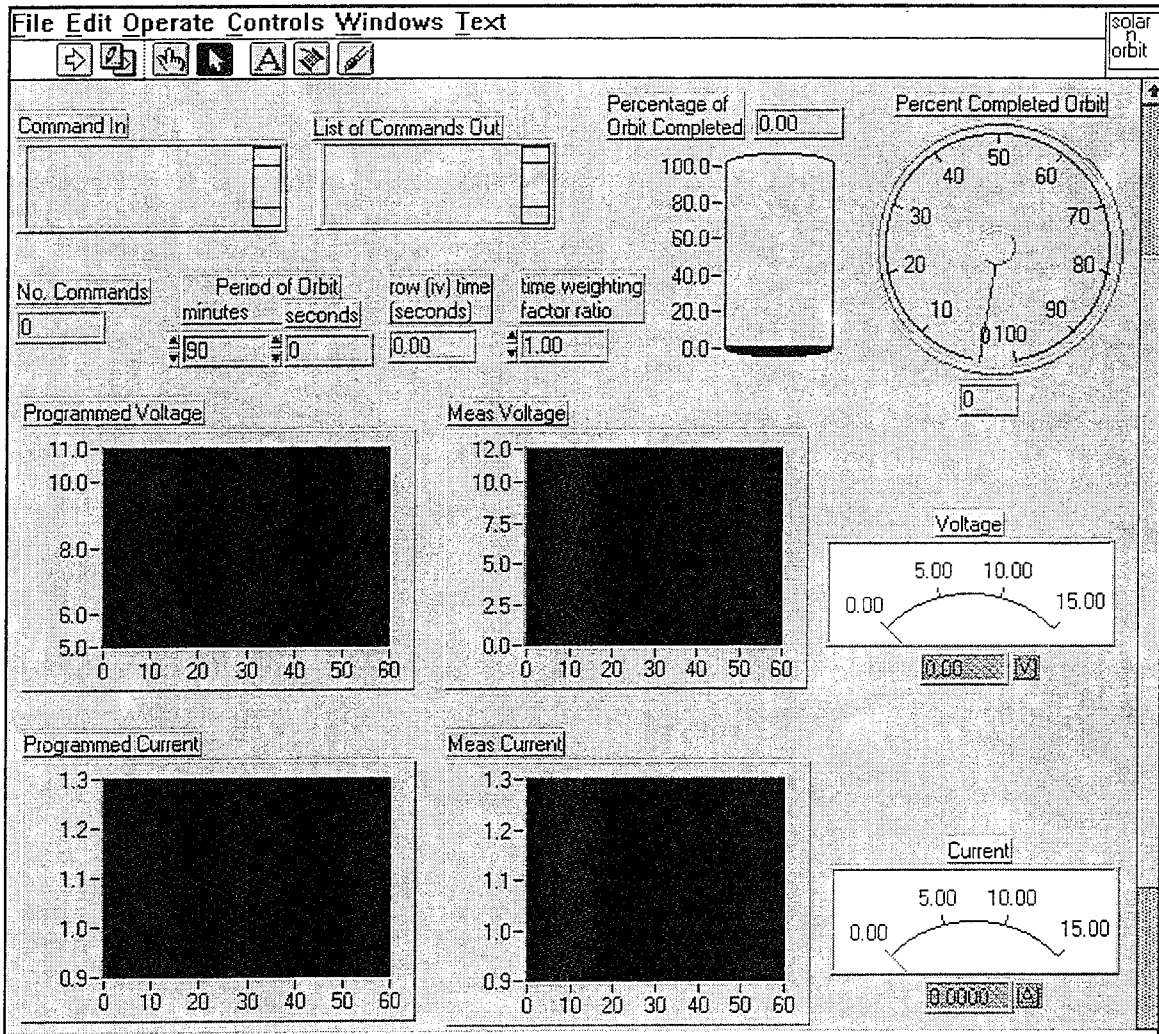 File Edit Operate Controls Windows Text
solar
n
orbit
A
Command In
List of Commands Out
Percentage of
Orbit Completed
0.00
100.0
80.0
60.0
40.0
20.0
0.0
Percent Completed Orbit
0 10 20 30 40 50 60 70 80 90 100
0
No. Commands
0
Period of Orbit
minutes seconds
90 0
row (iv) time
(seconds)
0.00
time weighting
factor ratio
1.00
Programmed Voltage
11.0
10.0
8.0
6.0
5.0
0 10 20 30 40 50 60
Meas Voltage
12.0
10.0
7.5
5.0
2.5
0.0
0 10 20 30 40 50 60
Voltage
0.00 5.00 10.00 15.00
0.00 [V]
Programmed Current
1.3
1.2
1.1
1.0
0.9
0 10 20 30 40 50 60
Meas Current
1.3
1.2
1.1
1.0
0.9
0 10 20 30 40 50 60
Current
0.00 5.00 10.00 15.00
0.0000 [A]